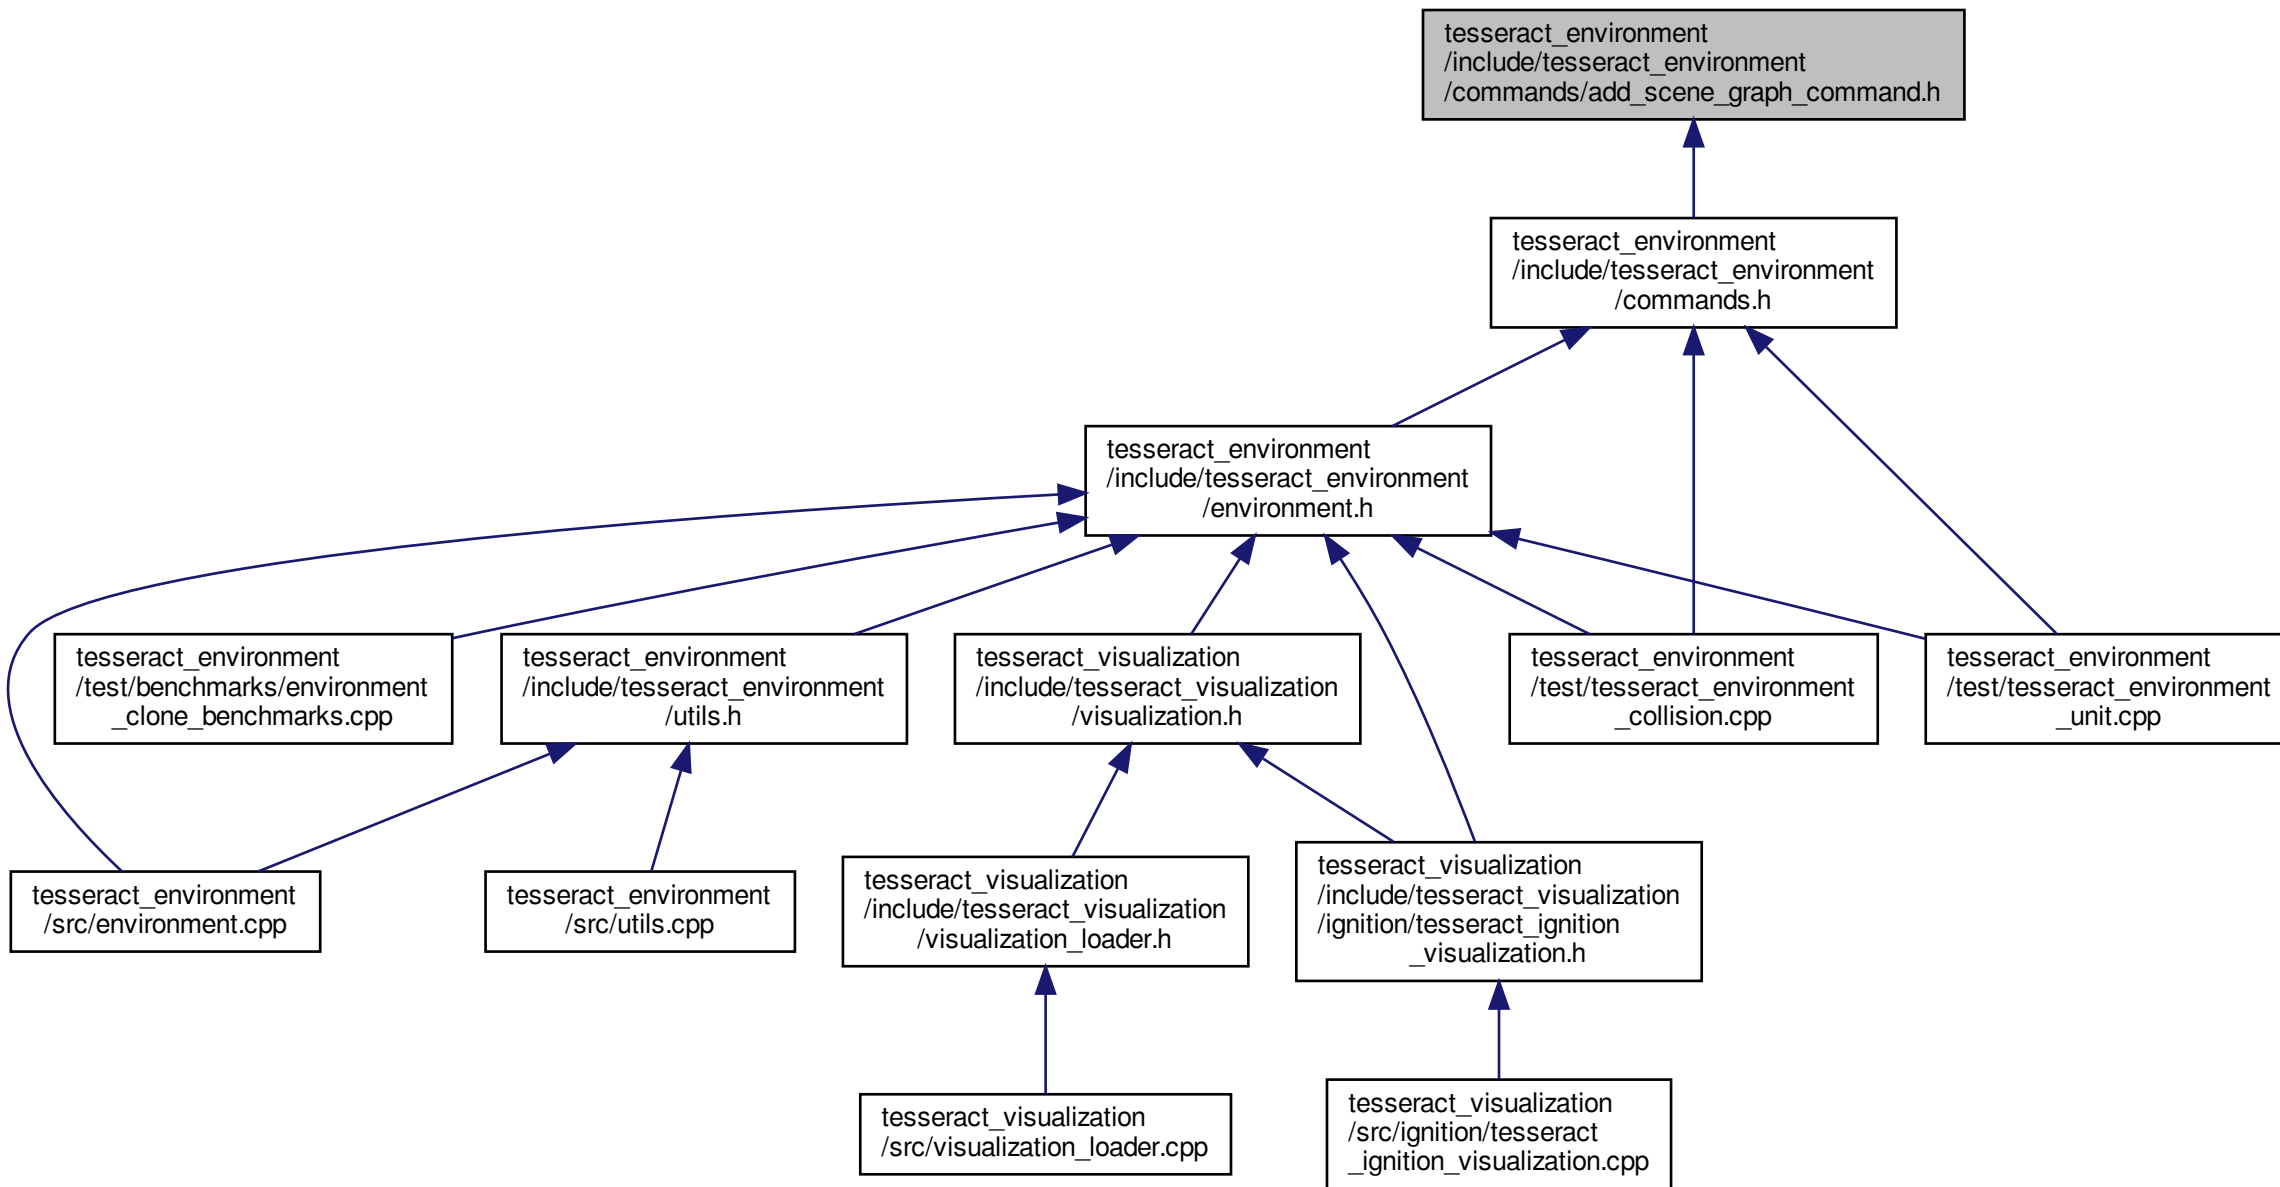 tesseract_environment
/include/tesseract_environment
/commands/add_scene_graph_command.h
tesseract_environment
/include/tesseract_environment
/commands.h
tesseract_environment
/include/tesseract_environment
/environment.h
tesseract_environment
/test/benchmarks/environment
_clone_benchmarks.cpp
tesseract_environment
/include/tesseract_environment
/utils.h
tesseract_visualization
/include/tesseract_visualization
/visualization.h
tesseract_environment
/test/tesseract_environment
_collision.cpp
tesseract_environment
/test/tesseract_environment
_unit.cpp
tesseract_environment
/src/environment.cpp
tesseract_environment
/src/utils.cpp
tesseract_visualization
/include/tesseract_visualization
/visualization_loader.h
tesseract_visualization
/include/tesseract_visualization
/ignition/tesseract_ignition
_visualization.h
tesseract_visualization
/src/visualization_loader.cpp
tesseract_visualization
/src/ignition/tesseract
_ignition_visualization.cpp